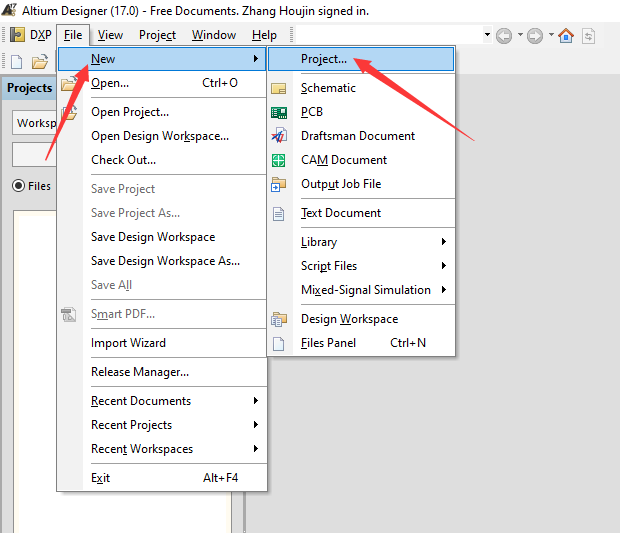 Altium Designer (17.0) - Free Documents. Zhang Houjin signed in.
DXP File View Project Window Help
Projects
Worksp
Files
New
Open... Ctrl+O
Open Project...
Open Design Workspace...
Check Out...
Save Project
Save Project As...
Save Design Workspace
Save Design Workspace As...
Save All
Smart PDF...
Import Wizard
Release Manager...
Recent Documents
Recent Projects
Recent Workspaces
Exit Alt+F4
Project...
Schematic
PCB
Draftsman Document
CAM Document
Output Job File
Text Document
Library
Script Files
Mixed-Signal Simulation
Design Workspace
Files Panel Ctrl+N